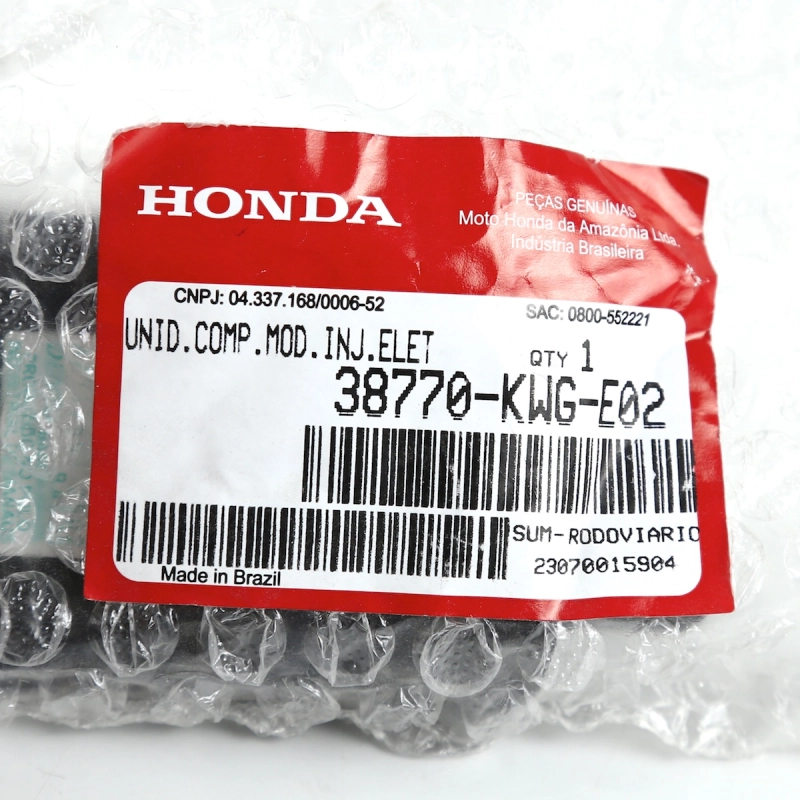 HONDA
PEÇAS GENUÍNAS
Moto Honda da Amazônia Ltda.
Indústria Brasileira
CNPJ: 04.337.168/0006-52
SAC: 0800-552221
UNID.COMP.MOD.INJ.ELET
QTY 1
38770-KWG-E02
SUM-RODOVIARIO
23070015904
Made in Brazil